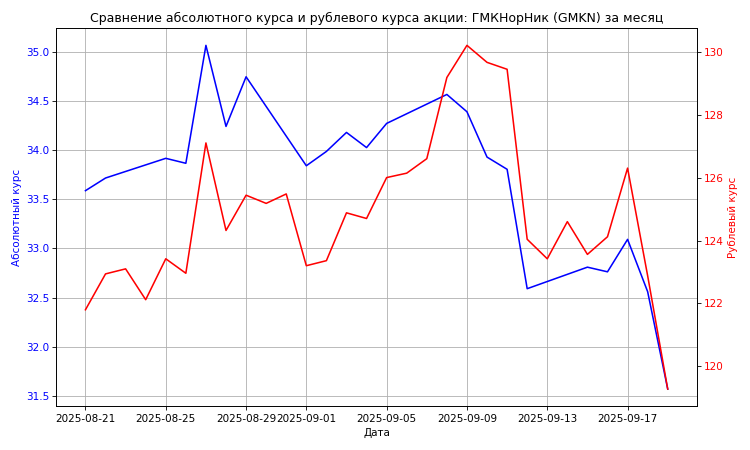 Сравнение абсолютного курса и рублевого курса акции: ГМКНорНик (GMKN) за месяц
35.0
34.5
34.0
33.5
33.0
32.5
32.0
31.5
Абсолютный курс
130
128
126
124
122
120
Рублевый курс
2025-08-21 2025-08-25 2025-08-29 2025-09-01 2025-09-05 2025-09-09 2025-09-13 2025-09-17
Дата